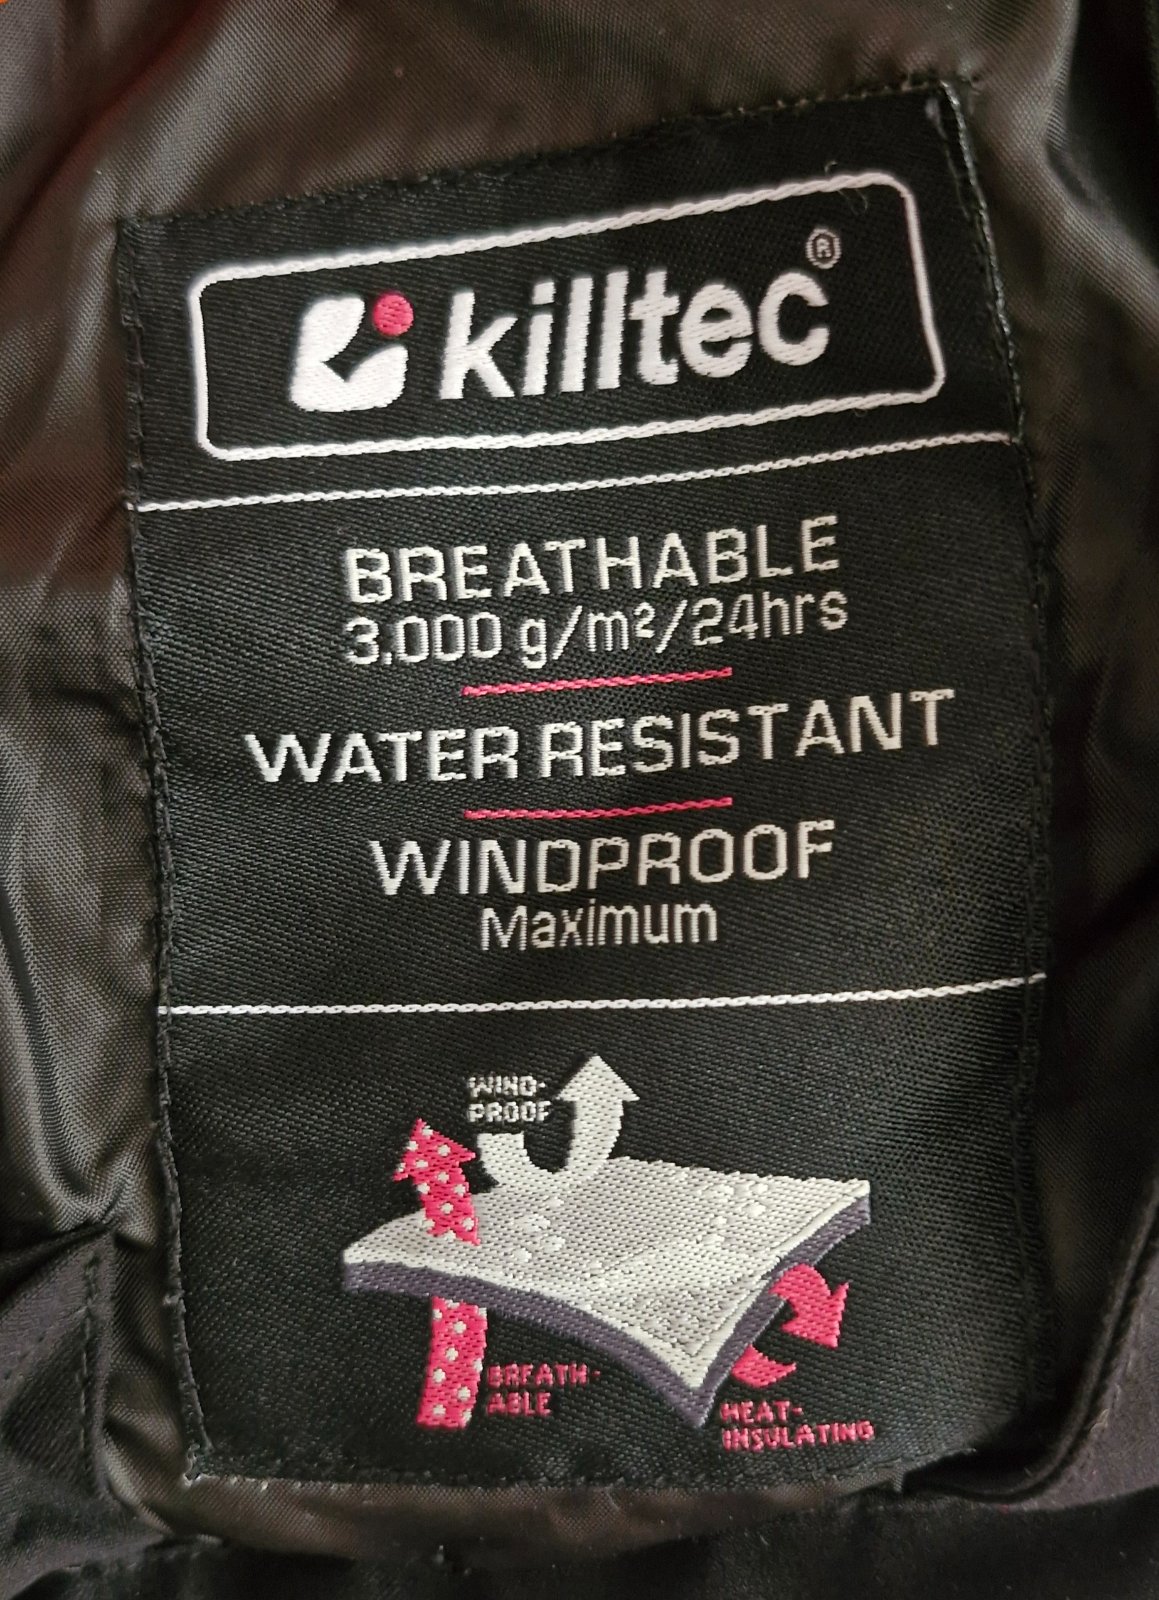 killtec®
BREATHABLE
3.000 g/m²/24hrs
WATER RESISTANT
WINDPROOF
Maximum
WIND-
PROOF
BREATH-
ABLE
HEAT-
INSULATING